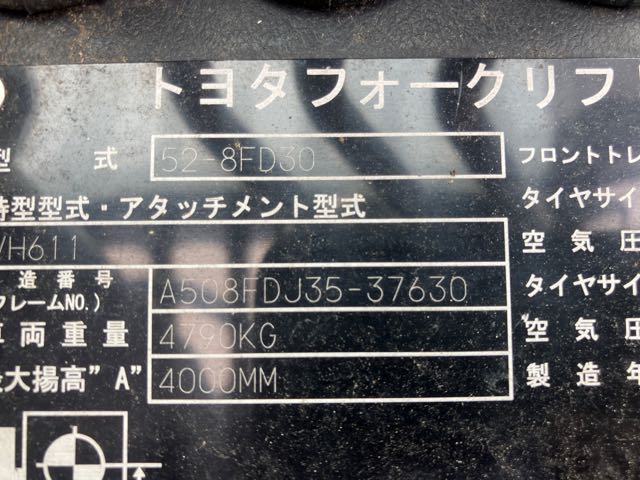 トヨタフォークリフ
型 式 52-8FD30 フロントトレ
特型型式・アタッチメント型式 タイヤサイ
VH611 空気圧
造番号 A508FDJ35-37630 タイヤサイ
フレームNO.)
車両重量 4790KG 空気圧
最大揚高"A" 4000MM 製造年